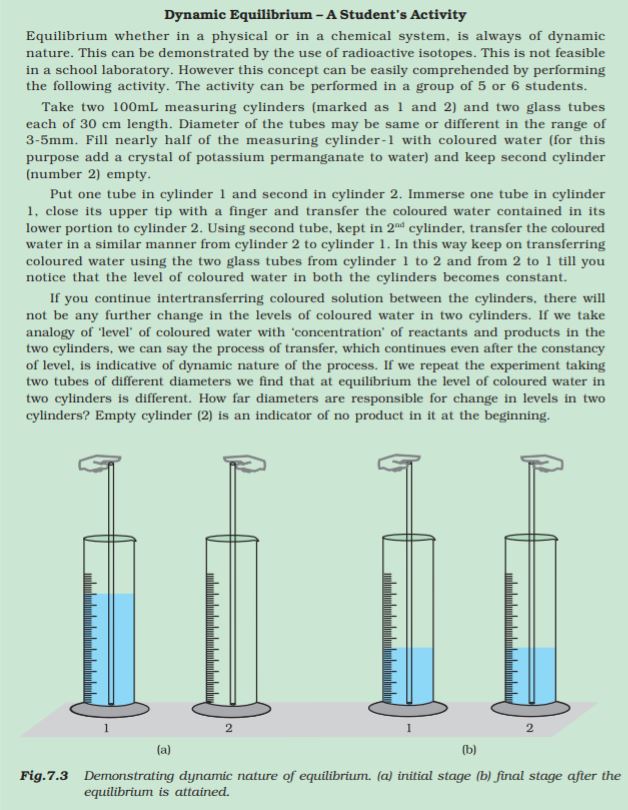 Dynamic Equilibrium – A Student's Activity
Equilibrium whether in a physical or in a chemical system, is always of dynamic
nature. This can be demonstrated by the use of radioactive isotopes. This is not feasible
in a school laboratory. However this concept can be easily comprehended by performing
the following activity. The activity can be performed in a group of 5 or 6 students.
Take two 100mL measuring cylinders (marked as 1 and 2) and two glass tubes
each of 30 cm length. Diameter of the tubes may be same or different in the range of
3-5mm. Fill nearly half of the measuring cylinder-1 with coloured water (for this
purpose add a crystal of potassium permanganate to water) and keep second cylinder
(number 2) empty.
Put one tube in cylinder 1 and second in cylinder 2. Immerse one tube in cylinder
1, close its upper tip with a finger and transfer the coloured water contained in its
lower portion to cylinder 2. Using second tube, kept in 2nd cylinder, transfer the coloured
water in a similar manner from cylinder 2 to cylinder 1. In this way keep on transferring
coloured water using the two glass tubes from cylinder 1 to 2 and from 2 to 1 till you
notice that the level of coloured water in both the cylinders becomes constant.
If you continue intertransferring coloured solution between the cylinders, there will
not be any further change in the levels of coloured water in two cylinders. If we take
analogy of 'level' of coloured water with 'concentration' of reactants and products in the
two cylinders, we can say the process of transfer, which continues even after the constancy
of level, is indicative of dynamic nature of the process. If we repeat the experiment taking
two tubes of different diameters we find that at equilibrium the level of coloured water in
two cylinders is different. How far diameters are responsible for change in levels in two
cylinders? Empty cylinder (2) is an indicator of no product in it at the beginning.
1 2 1 2
(a) (b)
Fig.7.3 Demonstrating dynamic nature of equilibrium. (a) initial stage (b) final stage after the
equilibrium is attained.